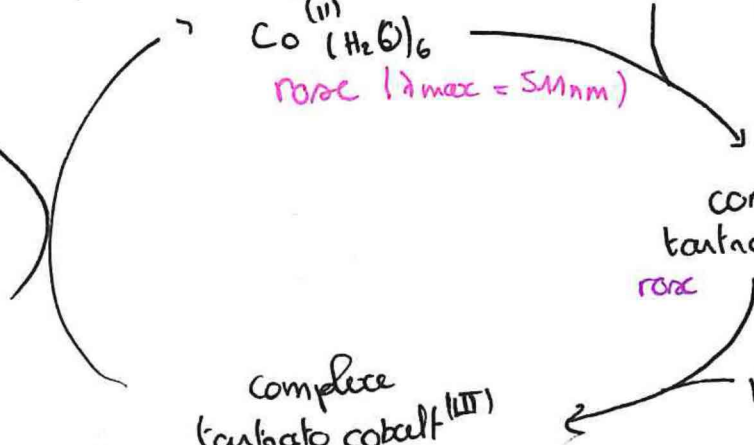 Co (II) (H2O)6
rose (λmax = 511nm)
rose
complexe
tartrato cobalt (III)